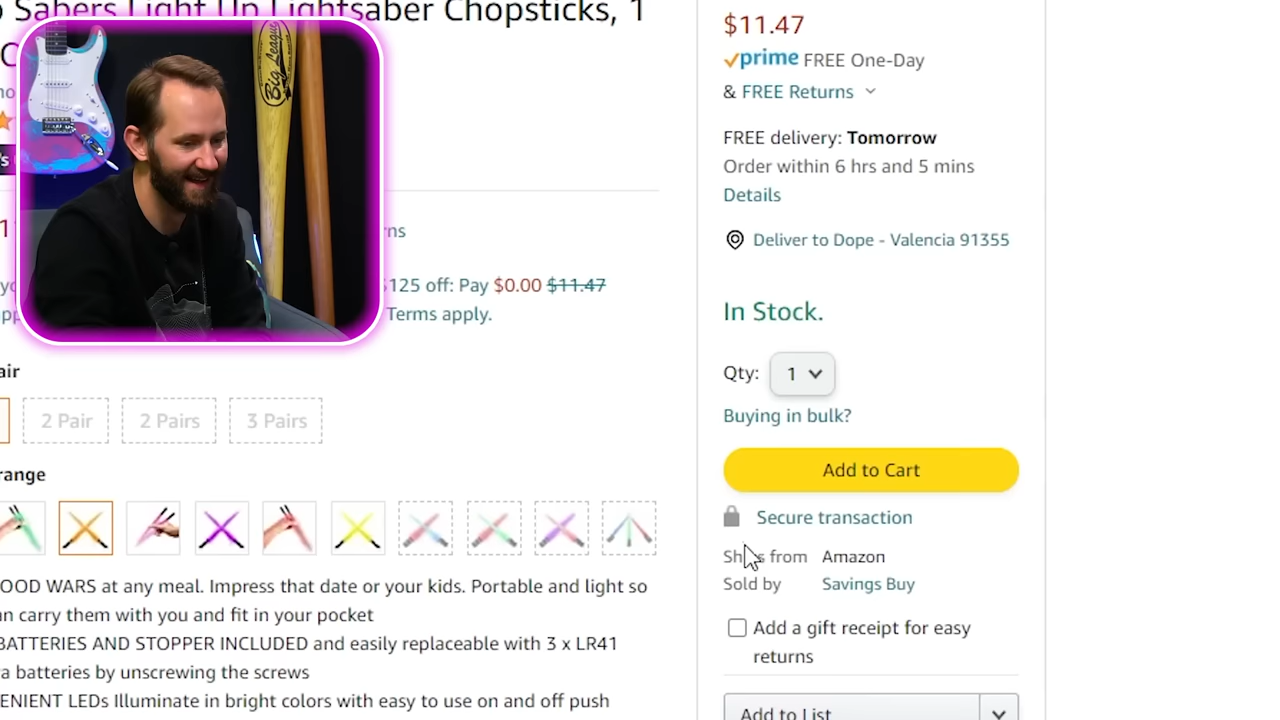 Sabers Light Up Lightsaber Chopsticks, 1
Big League
$125 off: Pay $0.00 $11.47
Terms apply.
2 Pair
2 Pairs
3 Pairs
OOD WARS at any meal. Impress that date or your kids. Portable and light so
an carry them with you and fit in your pocket
BATTERIES AND STOPPER INCLUDED and easily replaceable with 3 x LR41
a batteries by unscrewing the screws
ENIENT LEDs Illuminate in bright colors with easy to use on and off push
$11.47
prime FREE One-Day
& FREE Returns
FREE delivery: Tomorrow
Order within 6 hrs and 5 mins
Details
Deliver to Dope - Valencia 91355
In Stock.
Qty: 1
Buying in bulk?
Add to Cart
Secure transaction
Ships from Amazon
Sold by Savings Buy
Add a gift receipt for easy
returns
Add to List